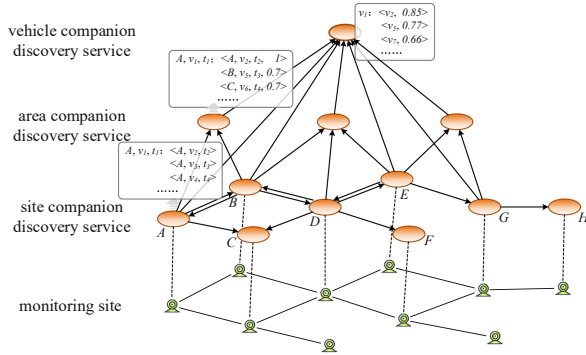 vehicle companion
discovery service
v₁: <v₂, 0.85>
<v₅, 0.77>
<v₇, 0.66>
......
A, v₁, t₁: <A, v₂, t₂, 1>
<B, v₅, t₃, 0.7>
<C, v₆, t₄, 0.7>
......
area companion
discovery service
A, v₁, t₁: <A, v₂, t₂>
<A, v₃, t₃>
<A, v₄, t₄>
......
site companion
discovery service
A
B
C
D
E
F
G
H
monitoring site